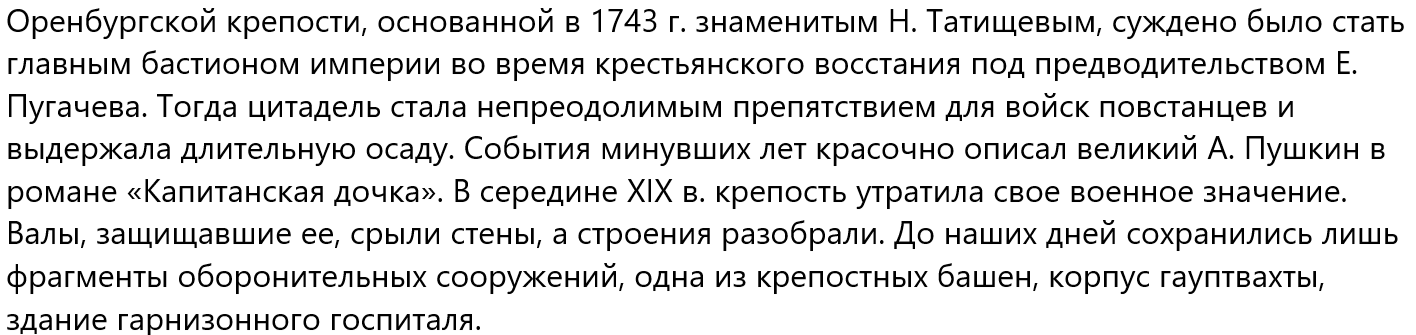 Оренбургской крепости, основанной в 1743 г. знаменитым Н. Татищевым, суждено было стать
главным бастионом империи во время крестьянского восстания под предводительством Е.
Пугачева. Тогда цитадель стала непреодолимым препятствием для войск повстанцев и
выдержала длительную осаду. События минувших лет красочно описал великий А. Пушкин в
романе «Капитанская дочка». В середине XIX в. крепость утратила свое военное значение.
Валы, защищавшие ее, срыли стены, а строения разобрали. До наших дней сохранились лишь
фрагменты оборонительных сооружений, одна из крепостных башен, корпус гауптвахты,
здание гарнизонного госпиталя.